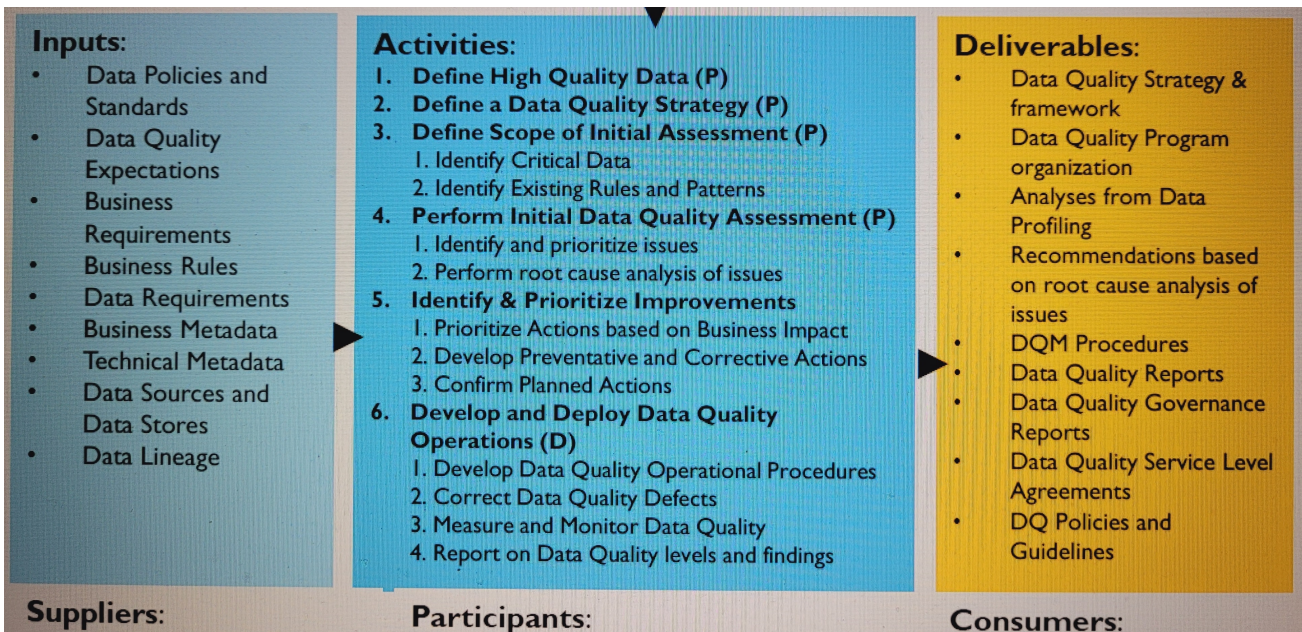 Inputs:
• Data Policies and
Standards
• Data Quality
Expectations
• Business
Requirements
• Business Rules
• Data Requirements
• Business Metadata
• Technical Metadata
• Data Sources and
Data Stores
• Data Lineage
Activities:
1. Define High Quality Data (P)
2. Define a Data Quality Strategy (P)
3. Define Scope of Initial Assessment (P)
1. Identify Critical Data
2. Identify Existing Rules and Patterns
4. Perform Initial Data Quality Assessment (P)
1. Identify and prioritize issues
2. Perform root cause analysis of issues
5. Identify & Prioritize Improvements
1. Prioritize Actions based on Business Impact
2. Develop Preventative and Corrective Actions
3. Confirm Planned Actions
6. Develop and Deploy Data Quality
Operations (D)
1. Develop Data Quality Operational Procedures
2. Correct Data Quality Defects
3. Measure and Monitor Data Quality
4. Report on Data Quality levels and findings
Deliverables:
• Data Quality Strategy &
framework
• Data Quality Program
organization
• Analyses from Data
Profiling
• Recommendations based
on root cause analysis of
issues
• DQM Procedures
• Data Quality Reports
• Data Quality Governance
Reports
• Data Quality Service Level
Agreements
• DQ Policies and
Guidelines
Suppliers:
Participants:
Consumers: